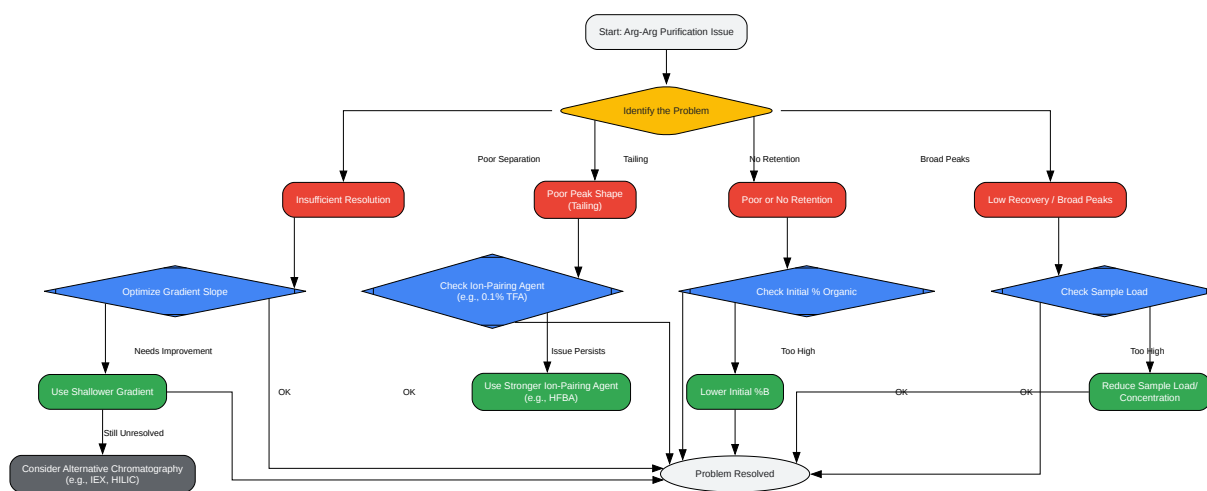 Start: Arg-Arg Purification Issue
Identify the Problem
Poor Separation
Tailing
No Retention
Broad Peaks
Insufficient Resolution
Poor Peak Shape
(Tailing)
Poor or No Retention
Low Recovery / Broad Peaks
Optimize Gradient Slope
Check Ion-Pairing Agent
(e.g., 0.1% TFA)
Check Initial % Organic
Check Sample Load
Needs Improvement
Issue Persists
Too High
Too High
Use Shallower Gradient
OK
OK
Use Stronger Ion-Pairing Agent
(e.g., HFBA)
Lower Initial %B
OK
OK
Reduce Sample Load/
Concentration
Still Unresolved
Consider Alternative Chromatography
(e.g., IEX, HILIC)
Problem Resolved